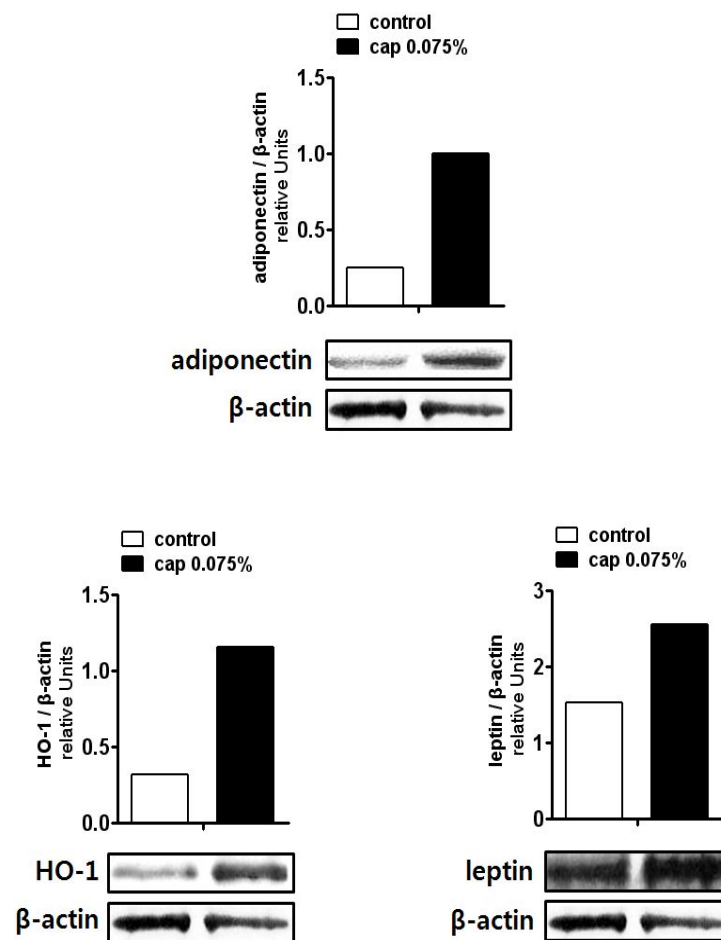 control
cap 0.075%
adiponectin / β-actin
relative Units
1.5
1.0
0.5
0.0
adiponectin
β-actin
control
cap 0.075%
HO-1 / β-actin
relative Units
1.5
1.0
0.5
0.0
HO-1
β-actin
control
cap 0.075%
leptin / β-actin
relative Units
3
2
1
0
leptin
β-actin